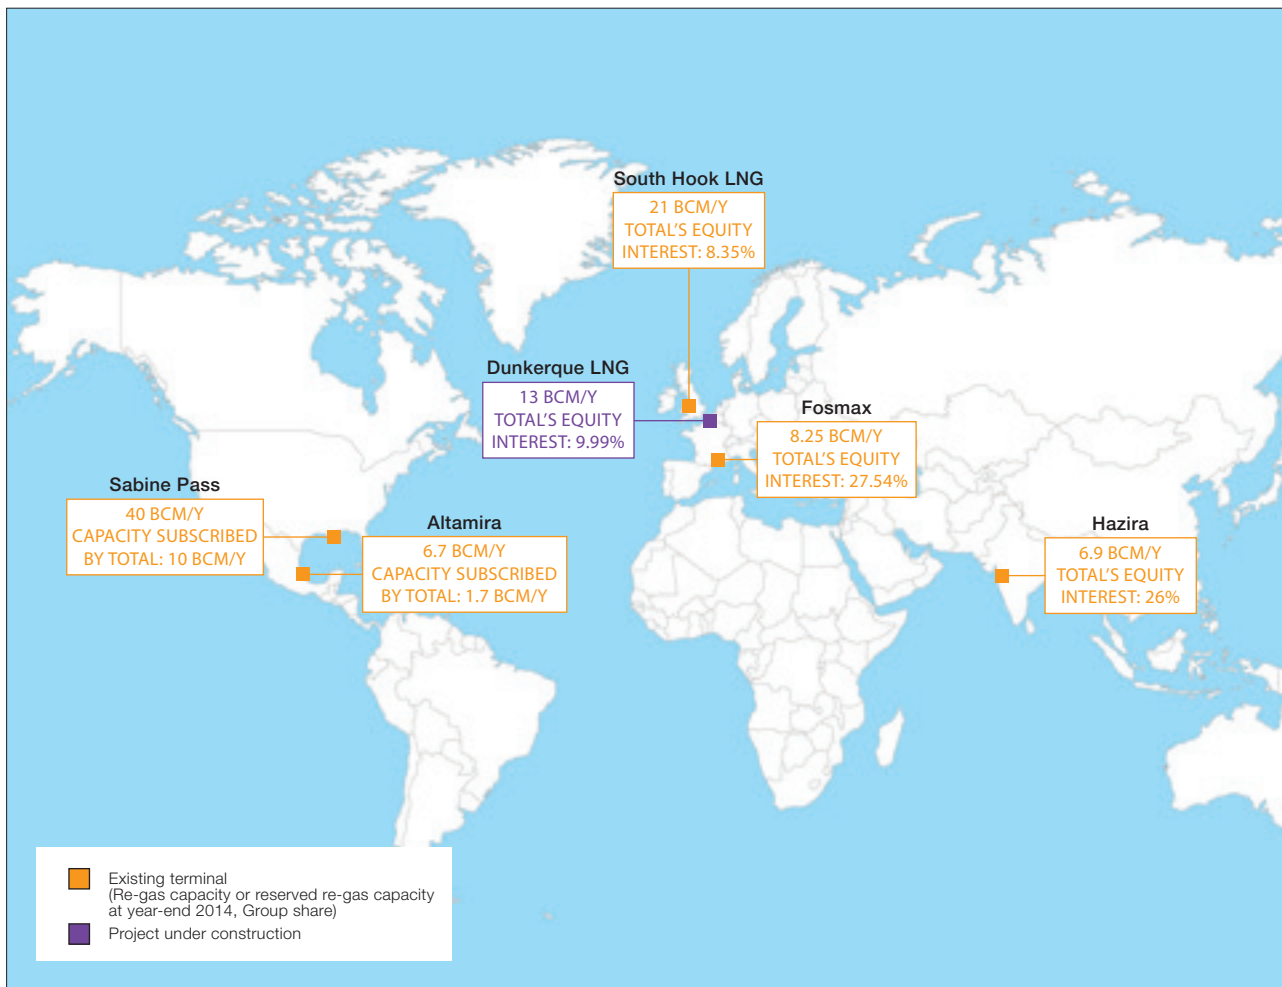 South Hook LNG
21 BCM/Y
TOTAL'S EQUITY
INTEREST: 8.35%
Dunkerque LNG
13 BCM/Y
TOTAL'S EQUITY
INTEREST: 9.99%
Fosmax
8.25 BCM/Y
TOTAL'S EQUITY
INTEREST: 27.54%
Sabine Pass
40 BCM/Y
CAPACITY SUBSCRIBED
BY TOTAL: 10 BCM/Y
Altamira
6.7 BCM/Y
CAPACITY SUBSCRIBED
BY TOTAL: 1.7 BCM/Y
Hazira
6.9 BCM/Y
TOTAL'S EQUITY
INTEREST: 26%
Existing terminal
(Re-gas capacity or reserved re-gas capacity
at year-end 2014, Group share)
Project under construction